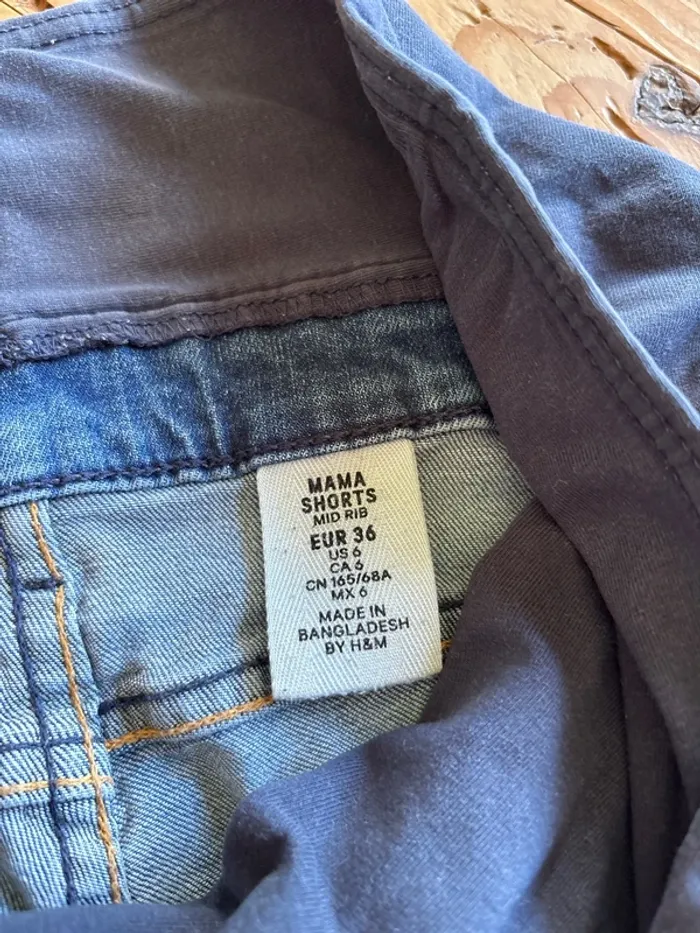 MAMA
SHORTS
MID RIB
EUR 36
US 6
CA 6
CN 165/68A
MX 6
MADE IN
BANGLADESH
BY H&M